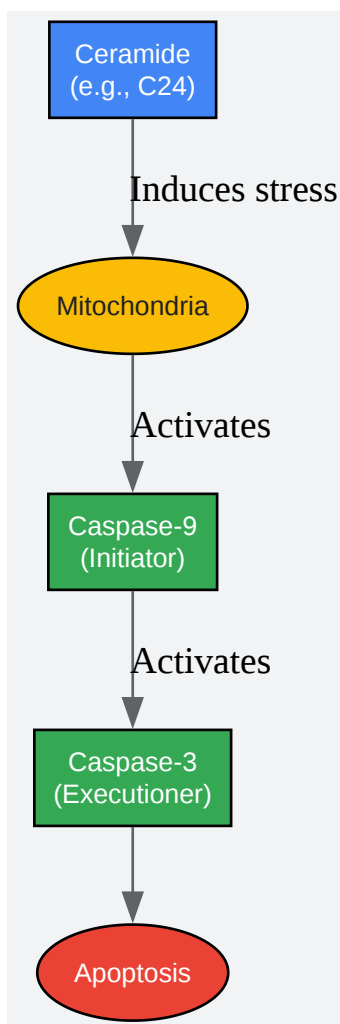 Ceramide
(e.g., C24)
Induces stress
Mitochondria
Activates
Caspase-9
(Initiator)
Activates
Caspase-3
(Executioner)
Apoptosis